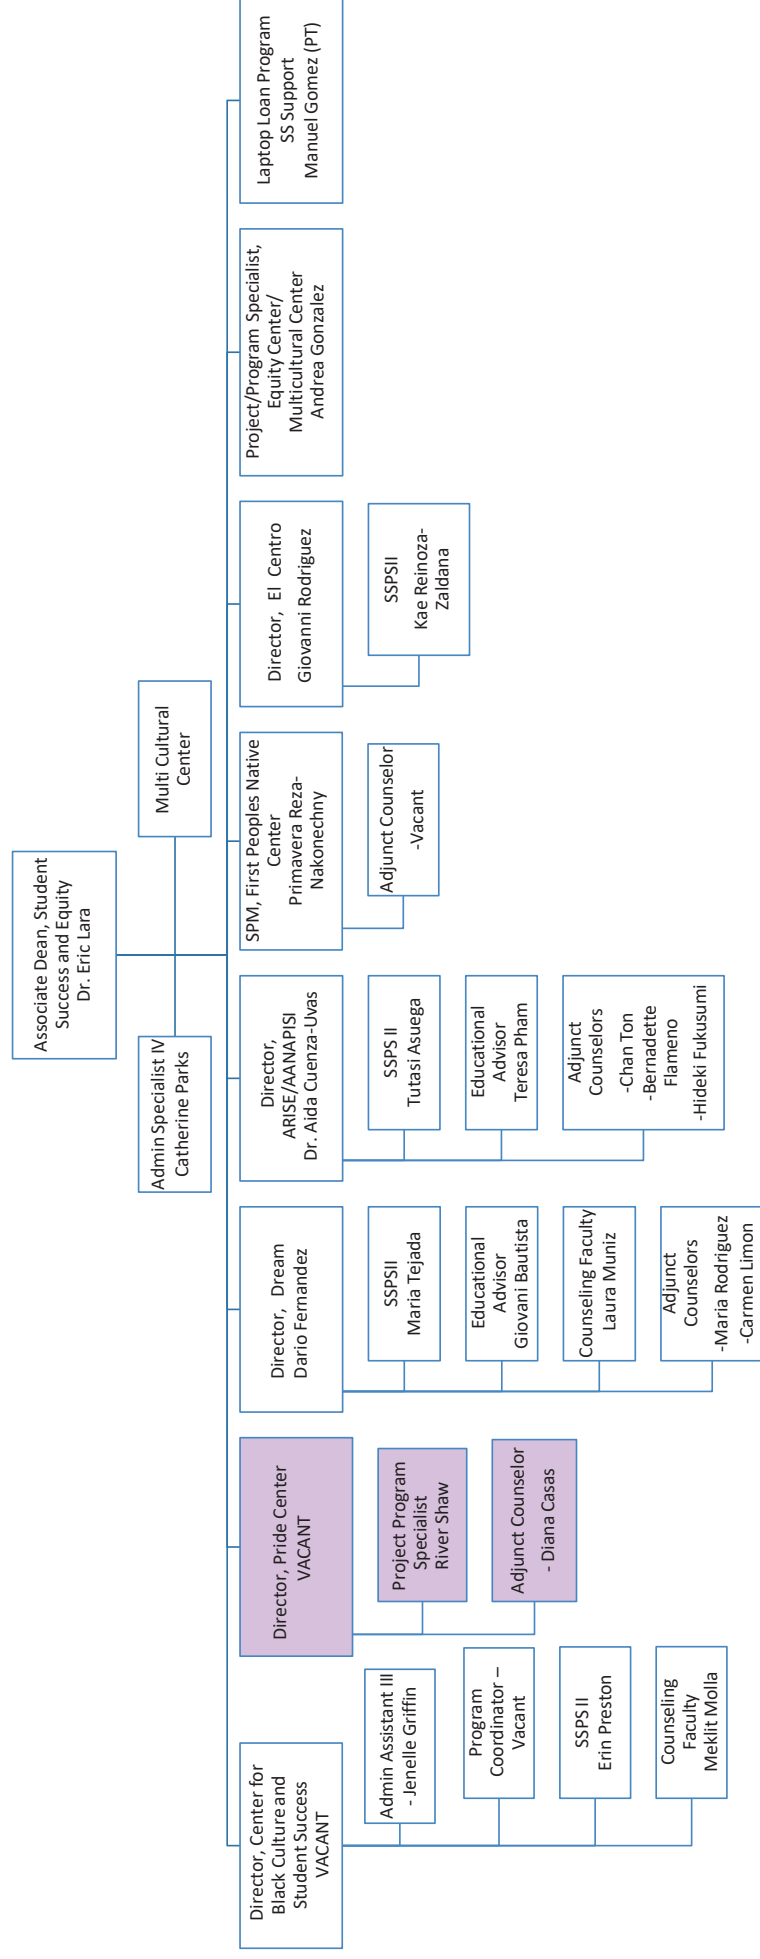 Associate Dean, Student
Success and Equity
Dr. Eric Lara
Admin Specialist IV
Catherine Parks
Multi Cultural
Center
Director, Center for
Black Culture and
Student Success
VACANT
Admin Assistant III
- Jenelle Griffin
Program
Coordinator –
Vacant
SSPS II
Erin Preston
Counseling
Faculty
Meklit Molla
Director, Pride Center
VACANT
Project Program
Specialist
River Shaw
Adjunct Counselor
- Diana Casas
Director, Dream
Dario Fernandez
SSPSII
Maria Tejada
Educational
Advisor
Giovani Bautista
Counseling Faculty
Laura Muniz
Adjunct
Counselors
-Maria Rodriguez
-Carmen Limon
Director,
ARISE/AANAPISI
Dr. Aida Cuenza-Uvas
SSPS II
Tutasi Asuega
Educational
Advisor
Teresa Pham
Adjunct
Counselors
-Chan Ton
-Bernadette
Flameno
-Hideki Fukusumi
SPM, First Peoples Native
Center
Primavera Reza-
Nakonechny
Adjunct Counselor
-Vacant
Director, El Centro
Giovanni Rodriguez
SSPSII
Kae Reinoza-
Zaldana
Project/Program Specialist,
Equity Center/
Multicultural Center
Andrea Gonzalez
Laptop Loan Program
SS Support
Manuel Gomez (PT)